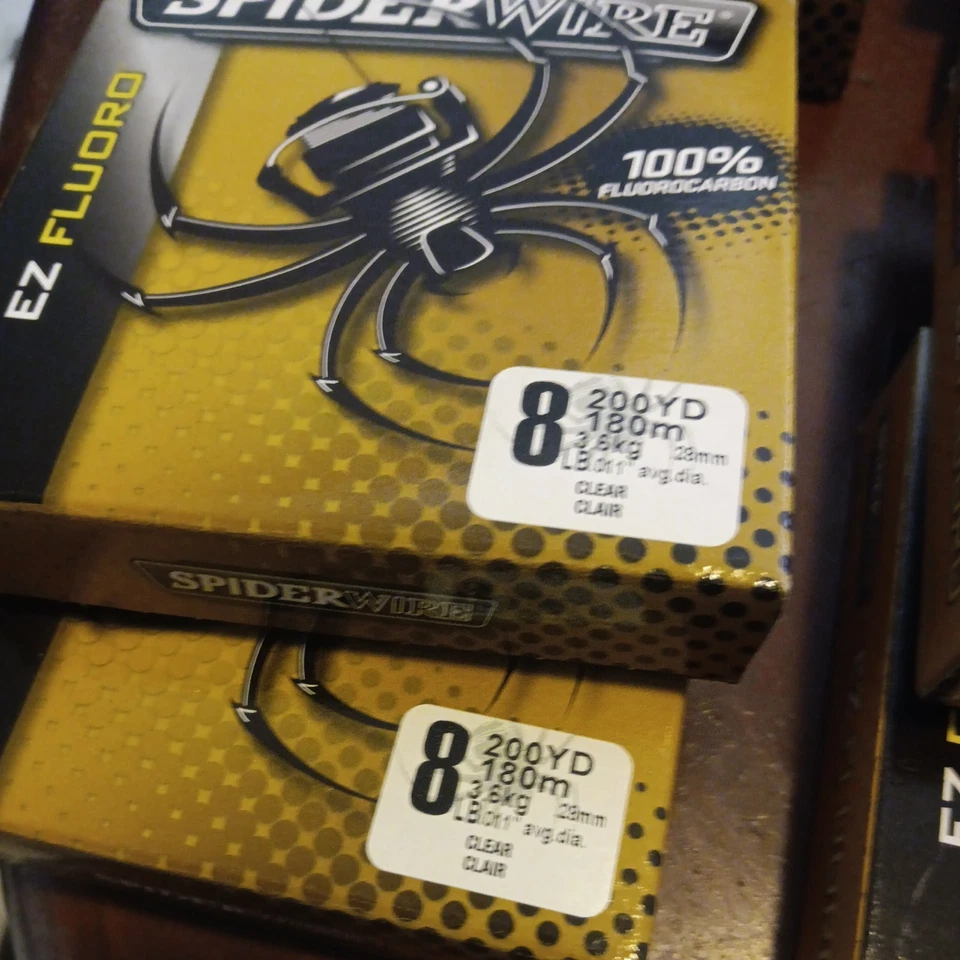 SPIDERWIRE®
EZ FLUORO
100%
FLUOROCARBON
8 200YD
180m
3.6kg .28mm
LB .011" avg.dia.
CLEAR
CLAIR
SPIDERWIRE
8 200YD
180m
3.6kg .28mm
LB .011" avg.dia.
CLEAR
CLAIR
EZ